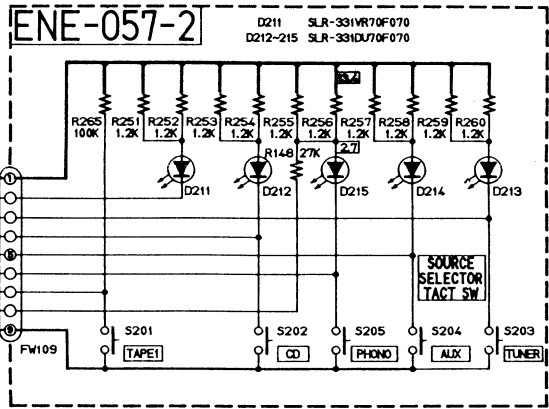 ENE-057-2
D211 SLR-331VR70F070
D212~215 SLR-331DU70F070
R265 R251 R252 R253 R254 R255 R256 R257 R258 R259 R260
100K 1.2K 1.2K 1.2K 1.2K 1.2K 1.2K 1.2K 1.2K 1.2K 1.2K
R148 27K 2.7
D211 D212 D215 D214 D213
1
5
SOURCE
SELECTOR
TACT SW
9
FW109
S201 S202 S205 S204 S203
TAPE1 CD PHONO AUX TUNER